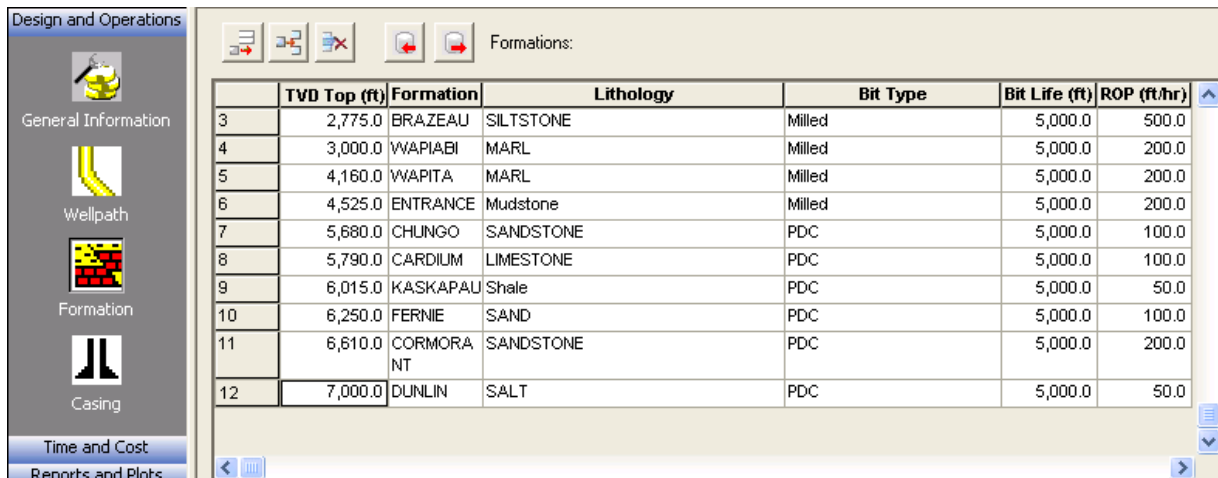 Design and Operations
General Information
Wellpath
Formation
Casing
Time and Cost
Reports and Plots
Formations:
TVD Top (ft) Formation Lithology Bit Type Bit Life (ft) ROP (ft/hr)
3 2,775.0 BRAZEAU SILTSTONE Milled 5,000.0 500.0
4 3,000.0 WAPIABI MARL Milled 5,000.0 200.0
5 4,160.0 WAPITA MARL Milled 5,000.0 200.0
6 4,525.0 ENTRANCE Mudstone Milled 5,000.0 200.0
7 5,680.0 CHUNGO SANDSTONE PDC 5,000.0 100.0
8 5,790.0 CARDIUM LIMESTONE PDC 5,000.0 100.0
9 6,015.0 KASKAPAU Shale PDC 5,000.0 50.0
10 6,250.0 FERNIE SAND PDC 5,000.0 100.0
11 6,610.0 CORMORA SANDSTONE PDC 5,000.0 200.0
NT
12 7,000.0 DUNLIN SALT PDC 5,000.0 50.0